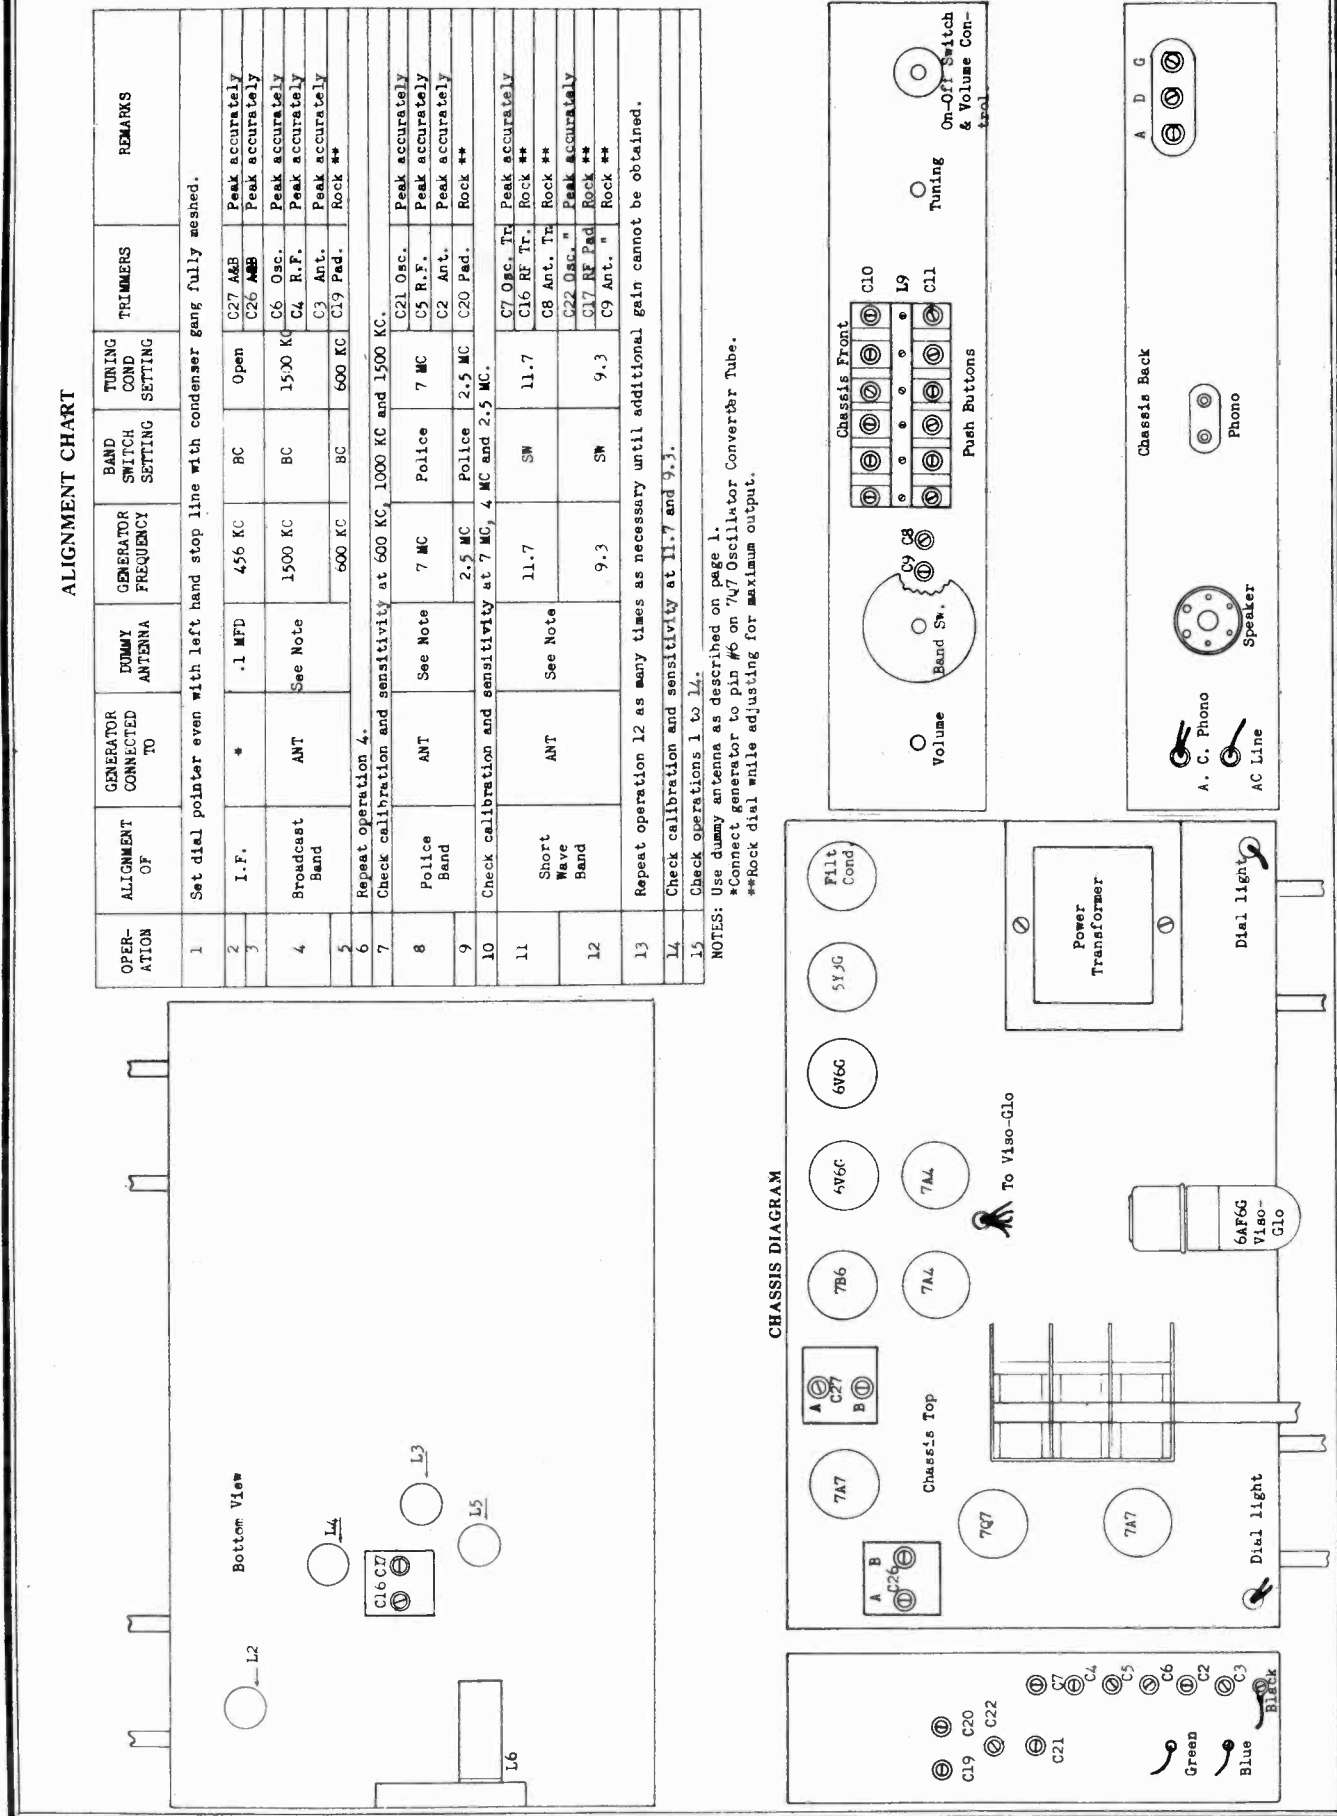 ALIGNMENT CHART
OPER-ATION | ALIGNMENT OF | GENERATOR CONNECTED TO | DUMMY ANTENNA | GENERATOR FREQUENCY | BAND SWITCH SETTING | TUNING COND SETTING | TRIMMERS | REMARKS
1 Set dial pointer even with left hand stop line with condenser gang fully meshed.
2 I.F. * .1 MFD 456 KC BC Open C27 A&B Peak accurately
3 C26 A&B Peak accurately
4 Broadcast Band ANT See Note 1500 KC BC 1500 KC C6 Osc. Peak accurately
C4 R.F. Peak accurately
C3 Ant. Peak accurately
5 600 KC BC 600 KC C19 Pad. Rock **
6 Repeat operation 4.
7 Check calibration and sensitivity at 600 KC, 1000 KC and 1500 KC.
8 Police Band ANT See Note 7 MC Police 7 MC C21 Osc. Peak accurately
C5 R.F. Peak accurately
C2 Ant. Peak accurately
9 2.5 MC Police 2.5 MC C20 Pad. Rock **
10 Check calibration and sensitivity at 7 MC, 4 MC and 2.5 MC.
11 Short Wave Band ANT See Note 11.7 SW 11.7 C7 Osc. Tr. Peak accurately
C16 RF Tr. Rock **
C8 Ant. Tr. Rock **
12 9.3 SW 9.3 C22 Osc. " Peak accurately
C17 RF Pad Rock **
C9 Ant. " Rock **
13 Repeat operation 12 as many times as necessary until additional gain cannot be obtained.
14 Check calibration and sensitivity at 11.7 and 9.3.
15 Check operations 1 to 14.
NOTES: Use dummy antenna as described on page 1.
*Connect generator to pin #6 on 7Q7 Oscillator Converter Tube.
**Rock dial while adjusting for maximum output.
Bottom View
L2
L4
C16 C17
L3
L5
L6
CHASSIS DIAGRAM
Chassis Top
C26 A B
7A7
C27 A B
7B6
6V6G
6V6G
5Y3G
Filt Cond.
7A4
7A4
7Q7
7A7
To Viso-Glo
6AF6G Viso-Glo
Power Transformer
Dial light
Dial light
C19
C20
C22
C21
C7
C4
C5
C6
C2
C3
Green
Blue
Black
Chassis Front
Volume
Band Sw.
C9 C8
C10
L9
C11
Push Buttons
Tuning
On-Off Switch
& Volume Con-
trol.
Chassis Back
A. C. Phono
AC Line
Speaker
Phono
A D G